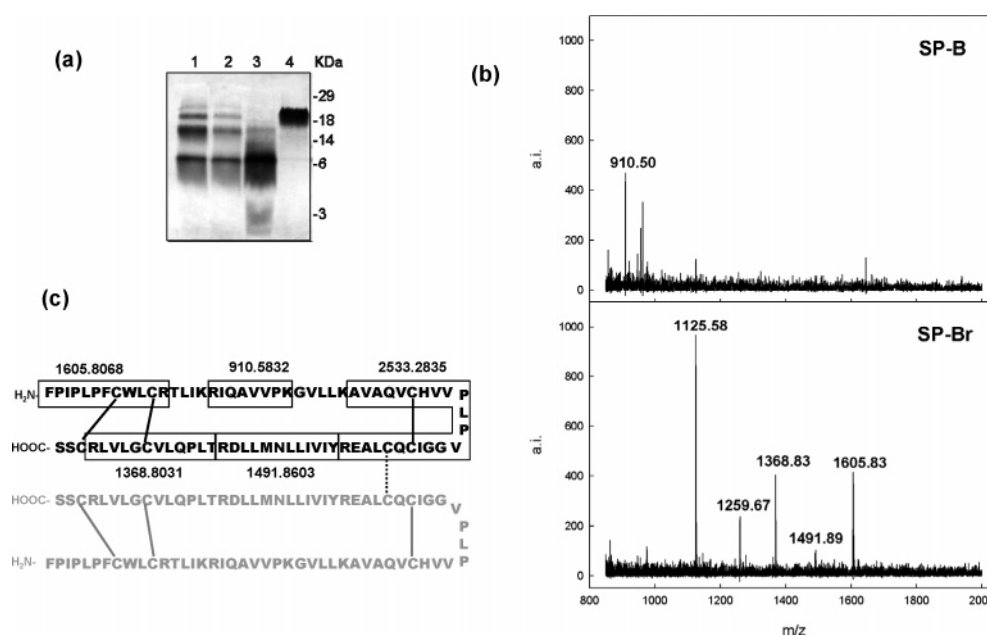 (a)
1 2 3 4 KDa
-29
-18
-14
-6
-3
(b)
SP-B
1000
800
600
400
200
0
a.i.
910.50
SP-Br
1000
800
600
400
200
0
a.i.
1125.58
1259.67
1368.83
1491.89
1605.83
800 1000 1200 1400 1600 1800 2000
m/z
(c)
1605.8068 910.5832 2533.2835
H2N- FPIPLPFCWLCRTLIKRIQAVVPKGVLLKAVAQVCHVV
P
L
P
HOOC- SSCRLVLGCVLQPLTRDLLMNLLIVIYREALCQCIGG V
1368.8031 1491.8603
HOOC- SSCRLVLGCVLQPLTRDLLMNLLIVIYREALCQCIGG
V
P
L
P
H2N- FPIPLPFCWLCRTLIKRIQAVVPKGVLLKAVAQVCHVV